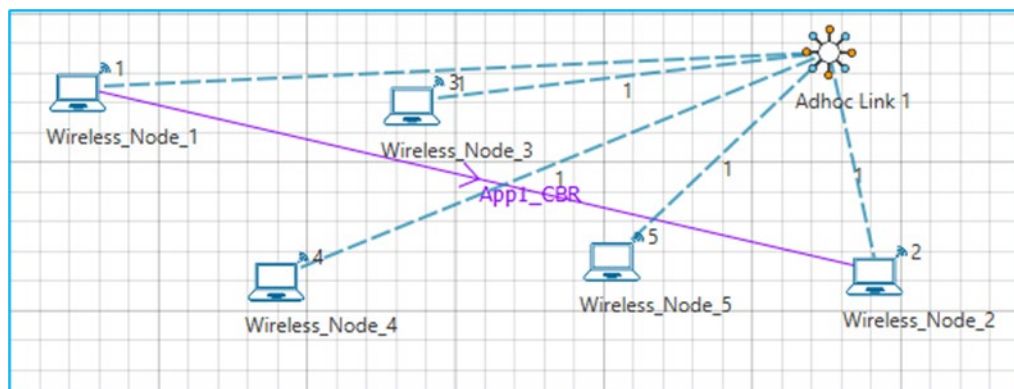 1
31
1
Adhoc Link 1
Wireless_Node_1
Wireless_Node_3
1
1
1
App1_CBR
4
5
2
Wireless_Node_4
Wireless_Node_5
Wireless_Node_2